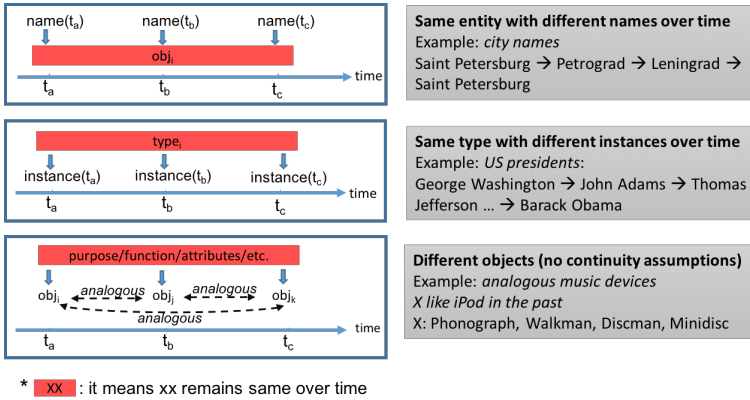 name(ta) name(tb) name(tc)
obji
time
ta tb tc
Same entity with different names over time
Example: city names
Saint Petersburg → Petrograd → Leningrad →
Saint Petersburg
typei
instance(ta) instance(tb) instance(tc)
time
ta tb tc
Same type with different instances over time
Example: US presidents:
George Washington → John Adams → Thomas
Jefferson ... → Barack Obama
purpose/function/attributes/etc.
analogous analogous
obji objj objk
analogous
time
ta tb tc
Different objects (no continuity assumptions)
Example: analogous music devices
X like iPod in the past
X: Phonograph, Walkman, Discman, Minidisc
* XX : it means xx remains same over time